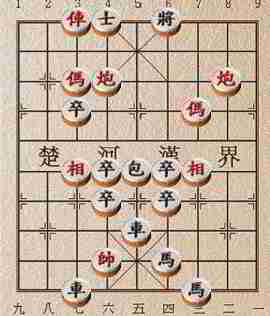 1 2 3 4 5 6 7 8 9
俥 士 將
傌 炮 炮
卒 傌
楚 河 漢 界
相 卒 包 卒 相
卒 卒
車
帥 馬
車 馬
九 八 七 六 五 四 三 二 一